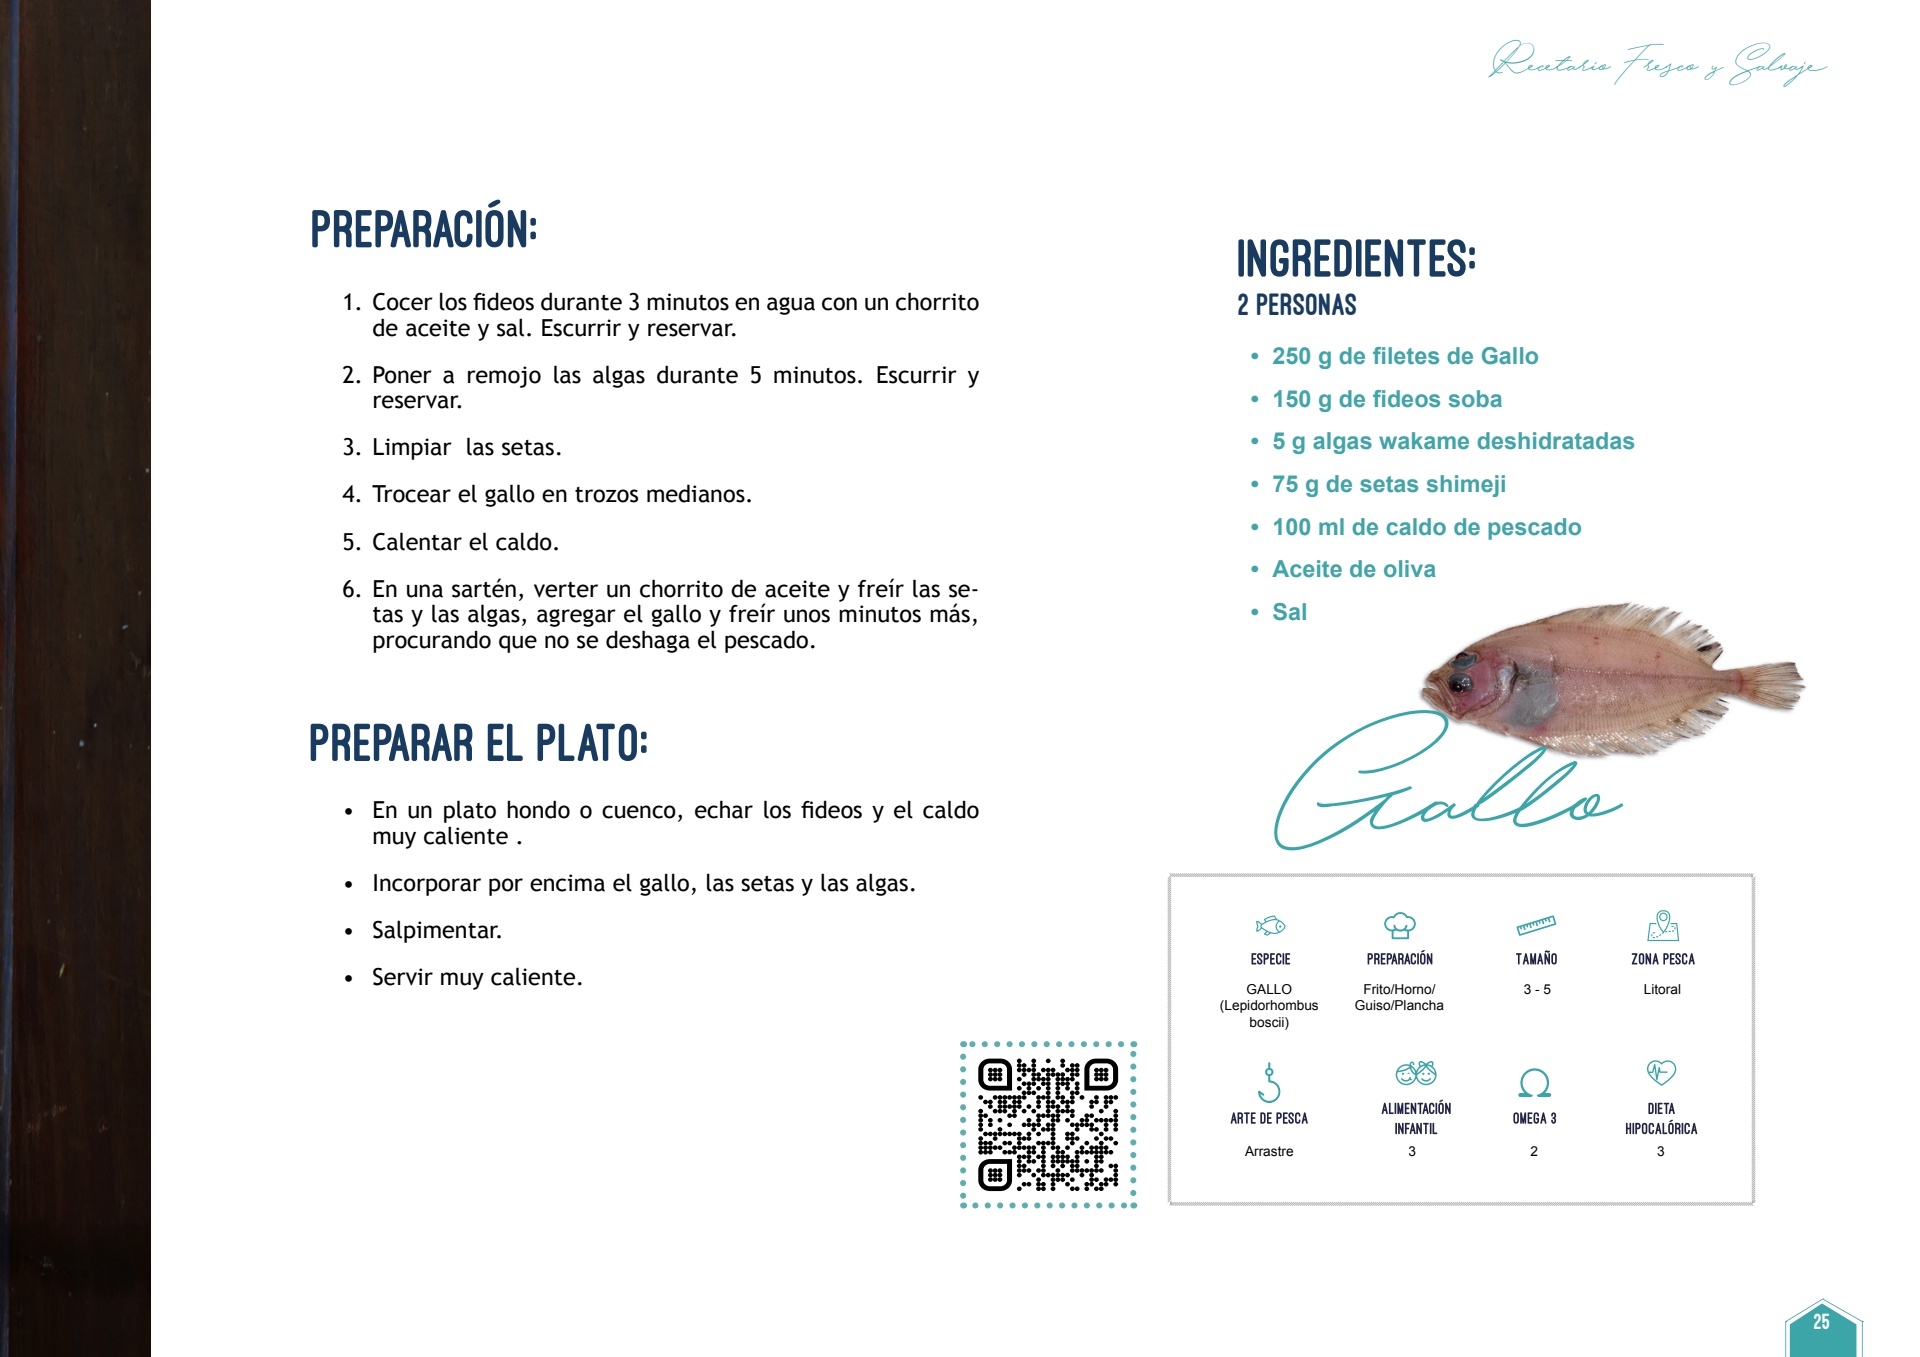 Recetario Fresco y Salvaje
PREPARACIÓN:
1. Cocer los fideos durante 3 minutos en agua con un chorrito
de aceite y sal. Escurrir y reservar.
2. Poner a remojo las algas durante 5 minutos. Escurrir y
reservar.
3. Limpiar  las setas.
4. Trocear el gallo en trozos medianos.
5. Calentar el caldo.
6. En una sartén, verter un chorrito de aceite y freír las se-
tas y las algas, agregar el gallo y freír unos minutos más,
procurando que no se deshaga el pescado.
PREPARAR EL PLATO:
• En un plato hondo o cuenco, echar los fideos y el caldo
muy caliente .
• Incorporar por encima el gallo, las setas y las algas.
• Salpimentar.
• Servir muy caliente.
INGREDIENTES:
2 PERSONAS
• 250 g de filetes de Gallo
• 150 g de fideos soba
• 5 g algas wakame deshidratadas
• 75 g de setas shimeji
• 100 ml de caldo de pescado
• Aceite de oliva
• Sal
Gallo
ESPECIE
GALLO
(Lepidorhombus
boscii)
PREPARACIÓN
Frito/Horno/
Guiso/Plancha
TAMAÑO
3 - 5
ZONA PESCA
Litoral
ARTE DE PESCA
Arrastre
ALIMENTACIÓN
INFANTIL
3
OMEGA 3
2
DIETA
HIPOCALÓRICA
3
25